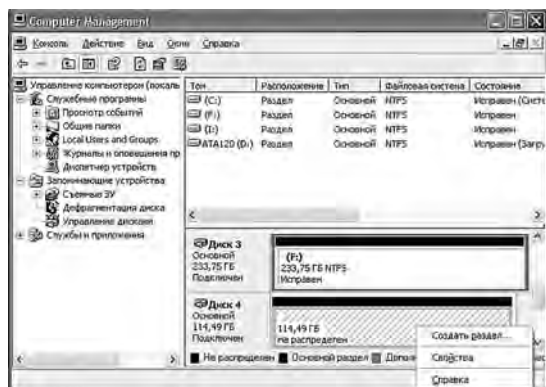 Computer Management
Консоль Действие Вид Окно Справка
Управление компьютером (локаль
Служебные программы
Просмотр событий
Общие папки
Local Users and Groups
Журналы и оповещения пр
Диспетчер устройств
Запоминающие устройства
Съемные ЗУ
Дефрагментация диска
Управление дисками
Службы и приложения
Том Расположение Тип Файловая система Состояние
(C:) Раздел Основной NTFS Исправен (Систе
(F:) Раздел Основной NTFS Исправен
(I:) Раздел Основной NTFS Исправен
ATA120 (D:) Раздел Основной NTFS Исправен (Загру
Диск 3
Основной
233,75 ГБ
Подключен
(F:)
233,75 ГБ NTFS
Исправен
Диск 4
Основной
114,49 ГБ
Подключен
114,49 ГБ
Не распределен
Не распределен Основной раздел Дополн
Создать раздел...
Свойства
Справка